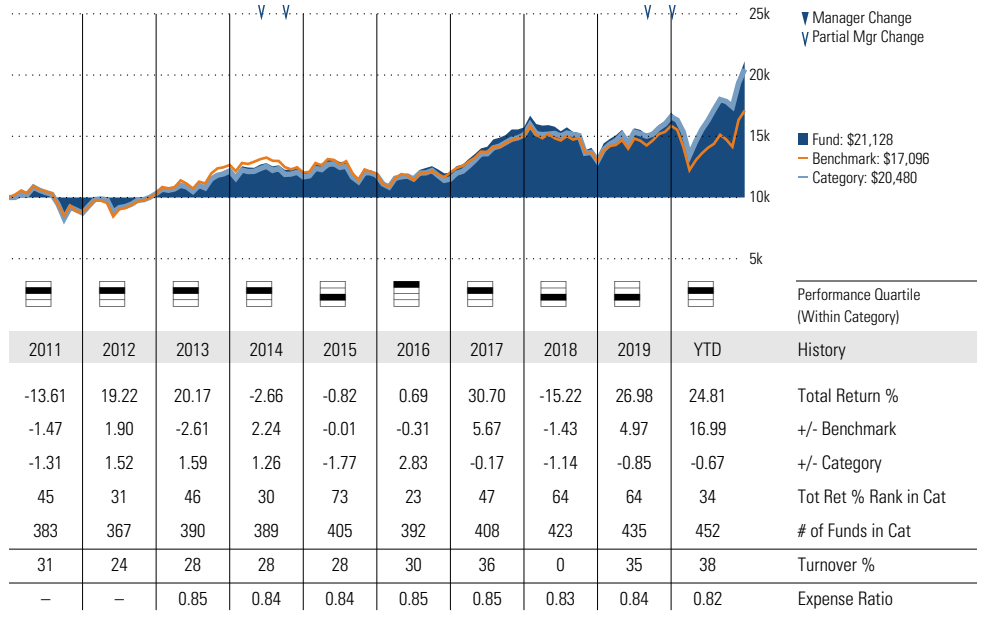 25k
20k
15k
10k
5k
Manager Change
Partial Mgr Change
Fund: $21,128
Benchmark: $17,096
Category: $20,480
Performance Quartile
(Within Category)
2011 2012 2013 2014 2015 2016 2017 2018 2019 YTD History
-13.61 19.22 20.17 -2.66 -0.82 0.69 30.70 -15.22 26.98 24.81 Total Return %
-1.47 1.90 -2.61 2.24 -0.01 -0.31 5.67 -1.43 4.97 16.99 +/- Benchmark
-1.31 1.52 1.59 1.26 -1.77 2.83 -0.17 -1.14 -0.85 -0.67 +/- Category
45 31 46 30 73 23 47 64 64 34 Tot Ret % Rank in Cat
383 367 390 389 405 392 408 423 435 452 # of Funds in Cat
31 24 28 28 28 30 36 0 35 38 Turnover %
– – 0.85 0.84 0.84 0.85 0.85 0.83 0.84 0.82 Expense Ratio